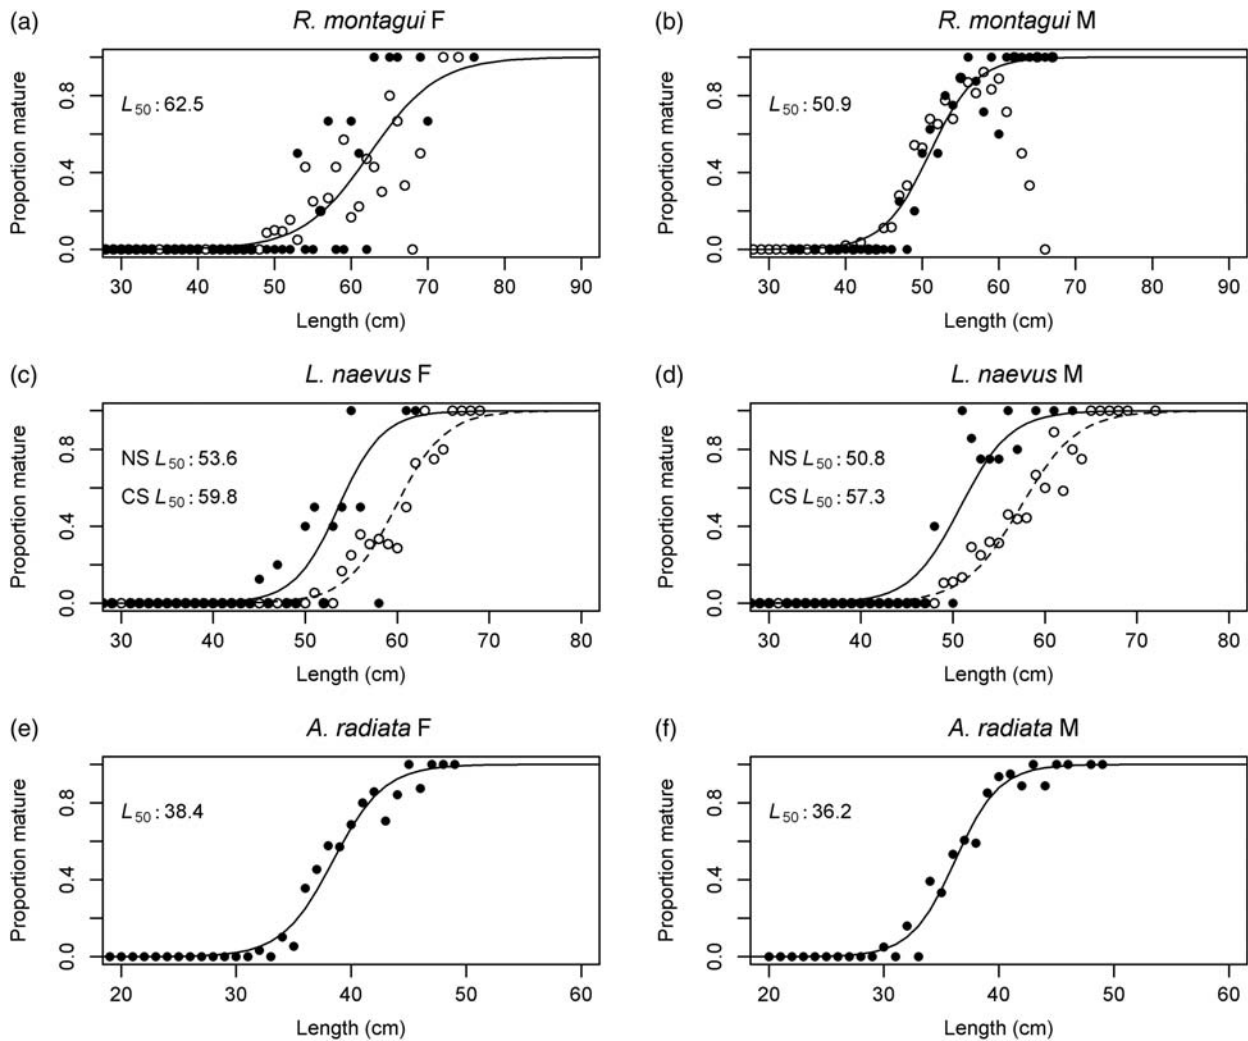 (a)
R. montagui F
Proportion mature
0.0 0.4 0.8
L50 : 62.5
30 40 50 60 70 80 90
Length (cm)
(b)
R. montagui M
Proportion mature
0.0 0.4 0.8
L50 : 50.9
30 40 50 60 70 80 90
Length (cm)
(c)
L. naevus F
Proportion mature
0.0 0.4 0.8
NS L50 : 53.6
CS L50 : 59.8
30 40 50 60 70 80
Length (cm)
(d)
L. naevus M
Proportion mature
0.0 0.4 0.8
NS L50 : 50.8
CS L50 : 57.3
30 40 50 60 70 80
Length (cm)
(e)
A. radiata F
Proportion mature
0.0 0.4 0.8
L50 : 38.4
20 30 40 50 60
Length (cm)
(f)
A. radiata M
Proportion mature
0.0 0.4 0.8
L50 : 36.2
20 30 40 50 60
Length (cm)